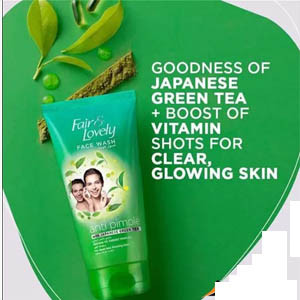 GOODNESS OF
JAPANESE
GREEN TEA
+ BOOST OF
VITAMIN
SHOTS FOR
CLEAR,
GLOWING SKIN
Fair & Lovely
FACE WASH
anti pimple